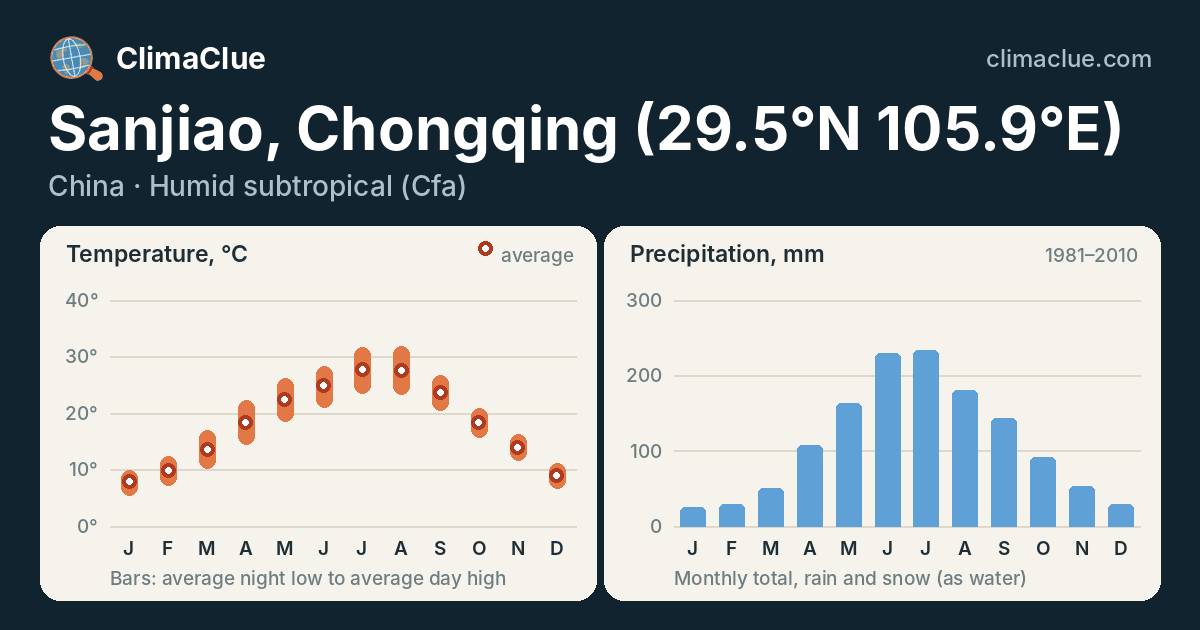 ClimaClue
climaclue.com
Sanjiao, Chongqing (29.5°N 105.9°E)
China · Humid subtropical (Cfa)
Temperature, °C
average
40°
30°
20°
10°
0°
J F M A M J J A S O N D
Bars: average night low to average day high
Precipitation, mm
1981–2010
300
200
100
0
J F M A M J J A S O N D
Monthly total, rain and snow (as water)